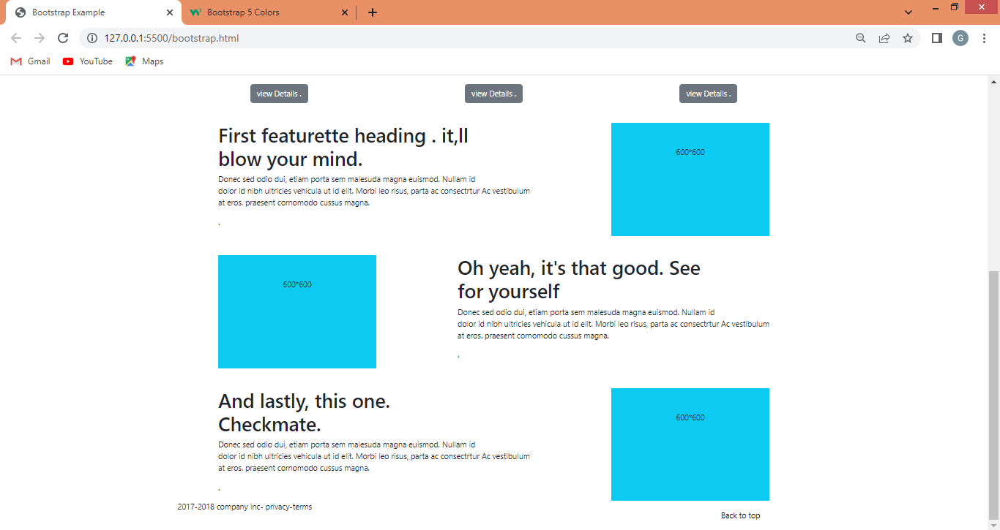 Bootstrap Example
Bootstrap 5 Colors
127.0.0.1:5500/bootstrap.html
G
Gmail
YouTube
Maps
view Details .
view Details .
view Details .
First featurette heading . it,ll
blow your mind.
Donec sed odio dui, etiam porta sem malesuda magna euismod. Nullam id
dolor id nibh ultricies vehicula ut id elit. Morbi leo risus, parta ac consectrtur Ac vestibulum
at eros. praesent cornomodo cussus magna.
.
600*600
600*600
Oh yeah, it's that good. See
for yourself
Donec sed odio dui, etiam porta sem malesuda magna euismod. Nullam id
dolor id nibh ultricies vehicula ut id elit. Morbi leo risus, parta ac consectrtur Ac vestibulum
at eros. praesent cornomodo cussus magna.
.
And lastly, this one.
Checkmate.
Donec sed odio dui, etiam porta sem malesuda magna euismod. Nullam id
dolor id nibh ultricies vehicula ut id elit. Morbi leo risus, parta ac consectrtur Ac vestibulum
at eros. praesent cornomodo cussus magna.
.
600*600
2017-2018 company inc- privacy-terms
Back to top